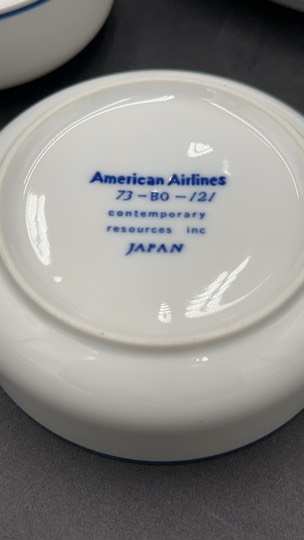 American Airlines
73-BO-121
contemporary
resources inc
JAPAN